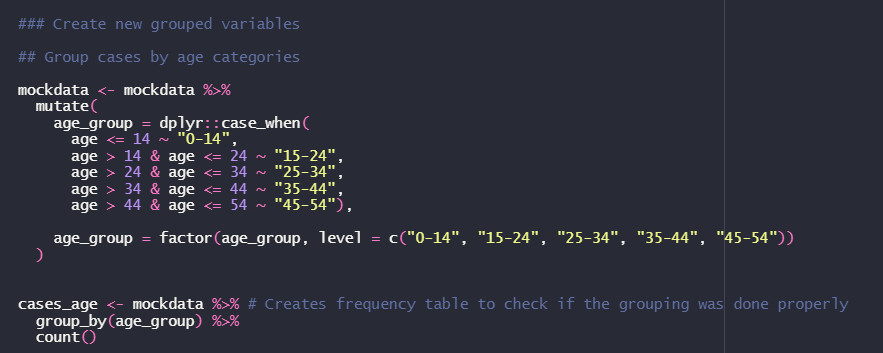 ### Create new grouped variables
## Group cases by age categories
mockdata <- mockdata %>%
mutate(
age_group = dplyr::case_when(
age <= 14 ~ "0-14",
age > 14 & age <= 24 ~ "15-24",
age > 24 & age <= 34 ~ "25-34",
age > 34 & age <= 44 ~ "35-44",
age > 44 & age <= 54 ~ "45-54"),
age_group = factor(age_group, level = c("0-14", "15-24", "25-34", "35-44", "45-54"))
)
cases_age <- mockdata %>% # Creates frequency table to check if the grouping was done properly
group_by(age_group) %>%
count()